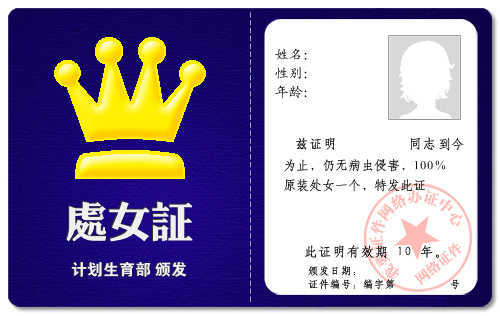 處女証
计划生育部 颁发
姓名：
性别：
年龄：
兹证明 同志到今
为止，仍无病虫侵害，100%
原装处女一个，特发此证
此证明有效期 10 年。
颁发日期：
证件编号：编字第 号
证件网络办证中心
网络证件